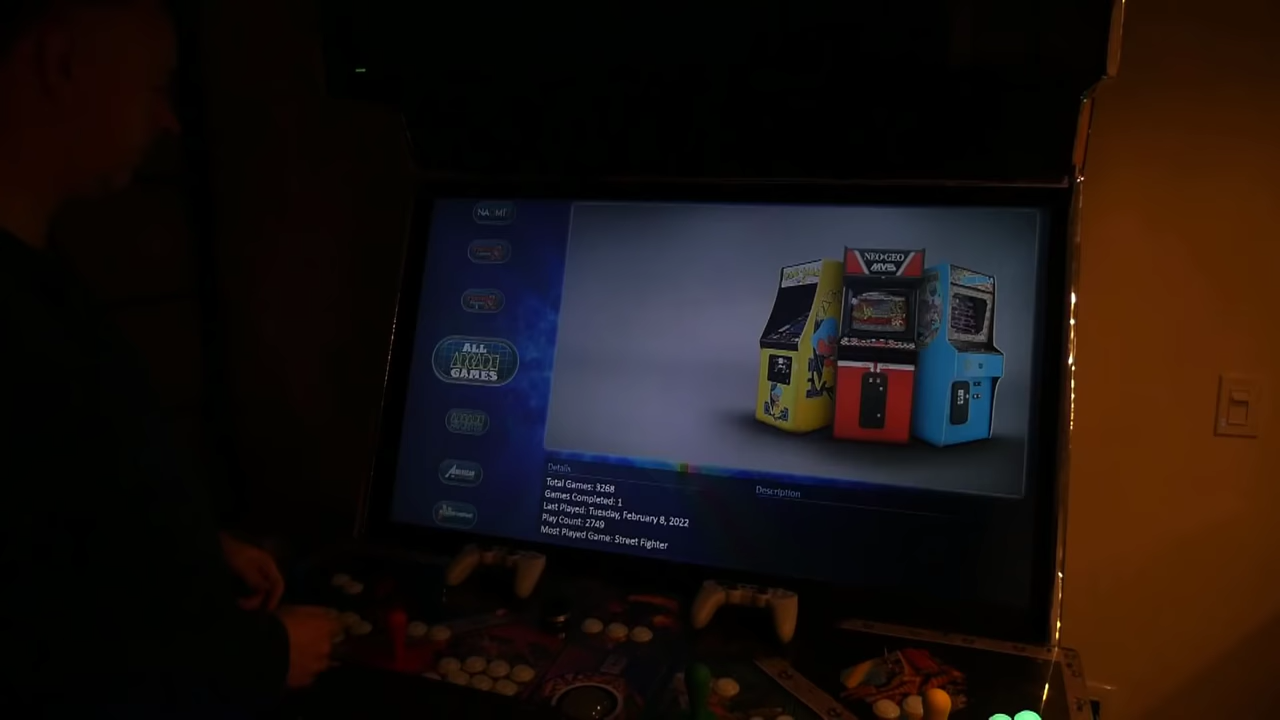 NAOMI
ALL
ARCADE
GAMES
AMERICAN
NEO·GEO
MVS
Details
Total Games: 3268
Games Completed: 1
Last Played: Tuesday, February 8, 2022
Play Count: 2749
Most Played Game: Street Fighter
Description